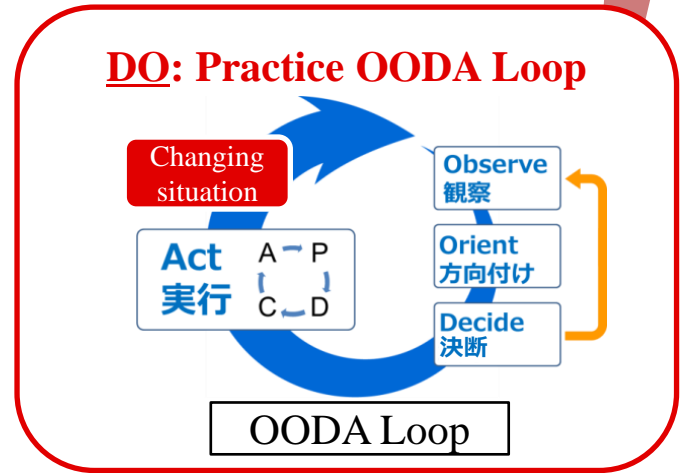 DO: Practice OODA Loop
Changing
situation
Observe
観察
Orient
方向付け
Decide
決断
Act
実行
A P
C D
OODA Loop